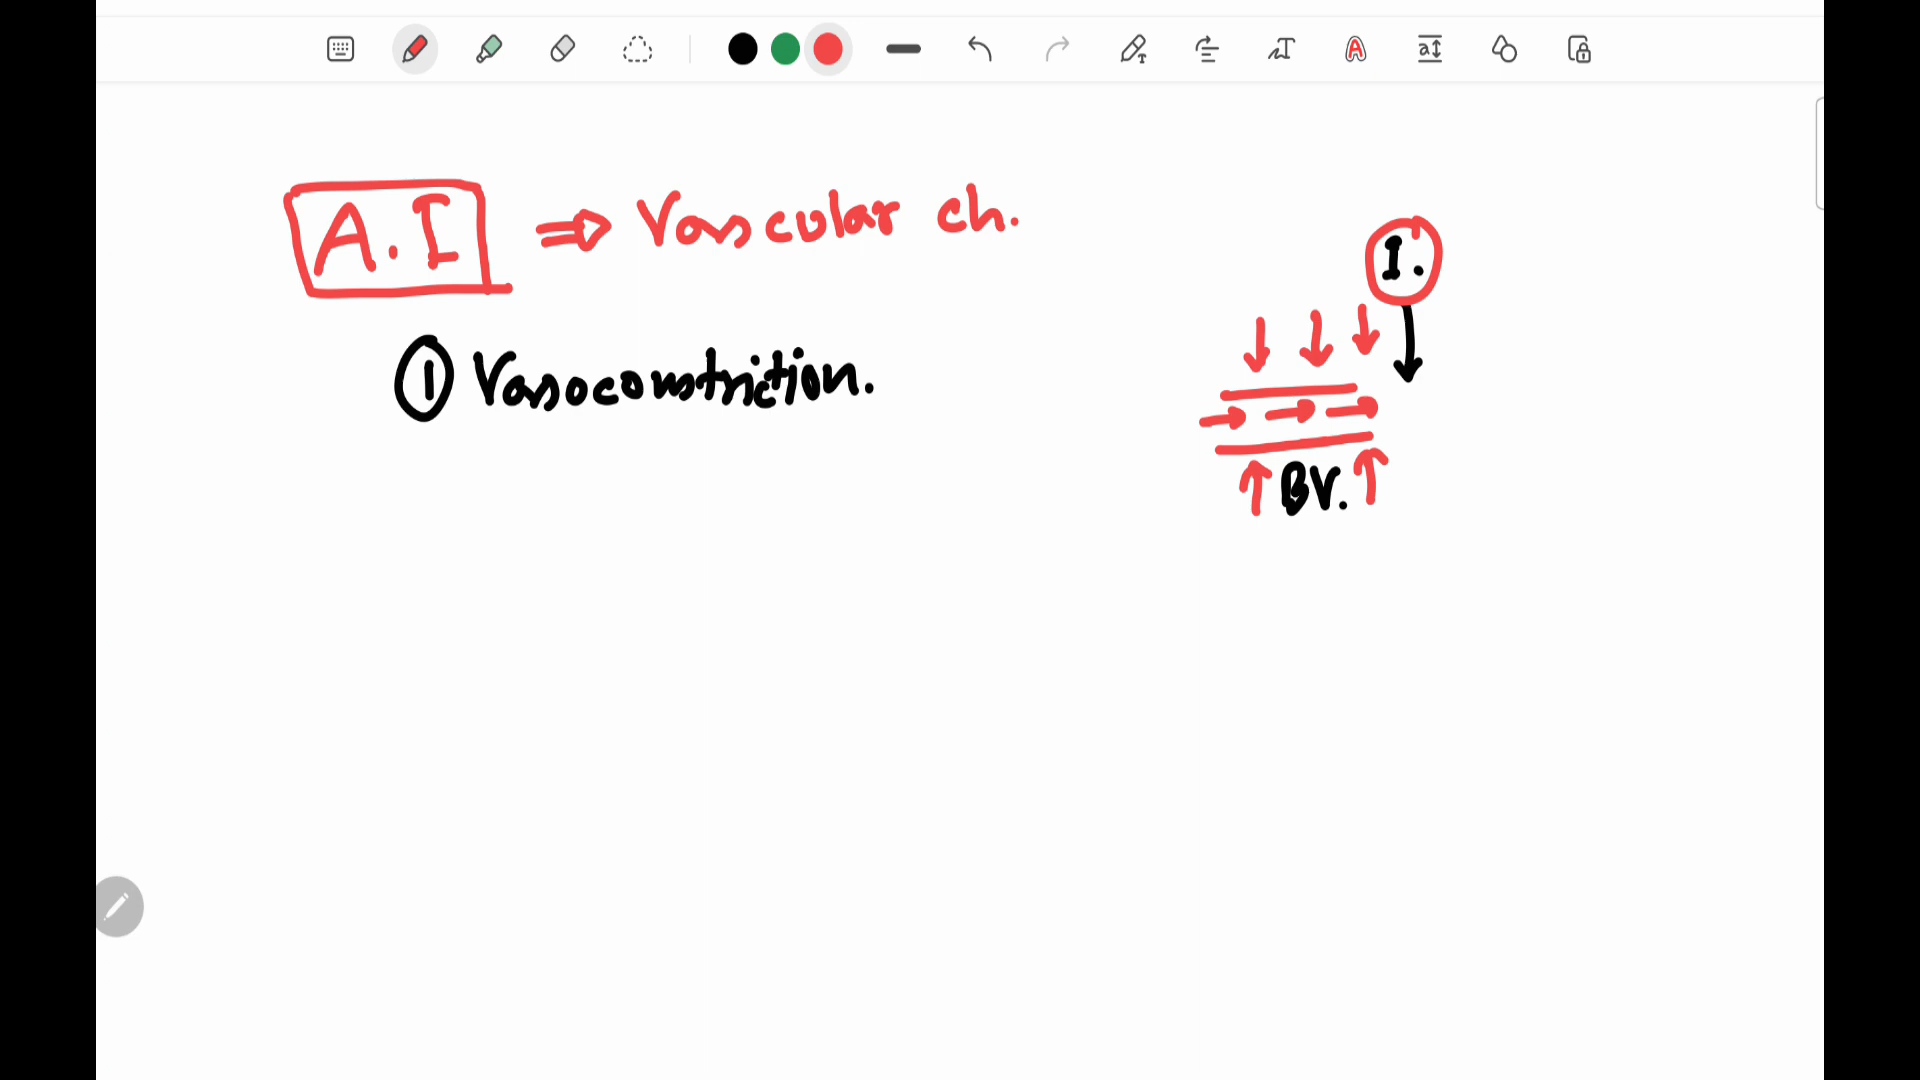 A.I ⇒ Vascular ch.
① Vasoconstriction.
I.
BV.